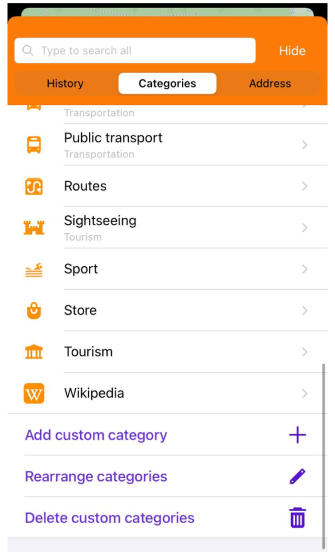 Type to search all
Hide
History
Categories
Address
Transportation
Public transport
Transportation
Routes
Sightseeing
Tourism
Sport
Store
Tourism
W
Wikipedia
Add custom category
Rearrange categories
Delete custom categories